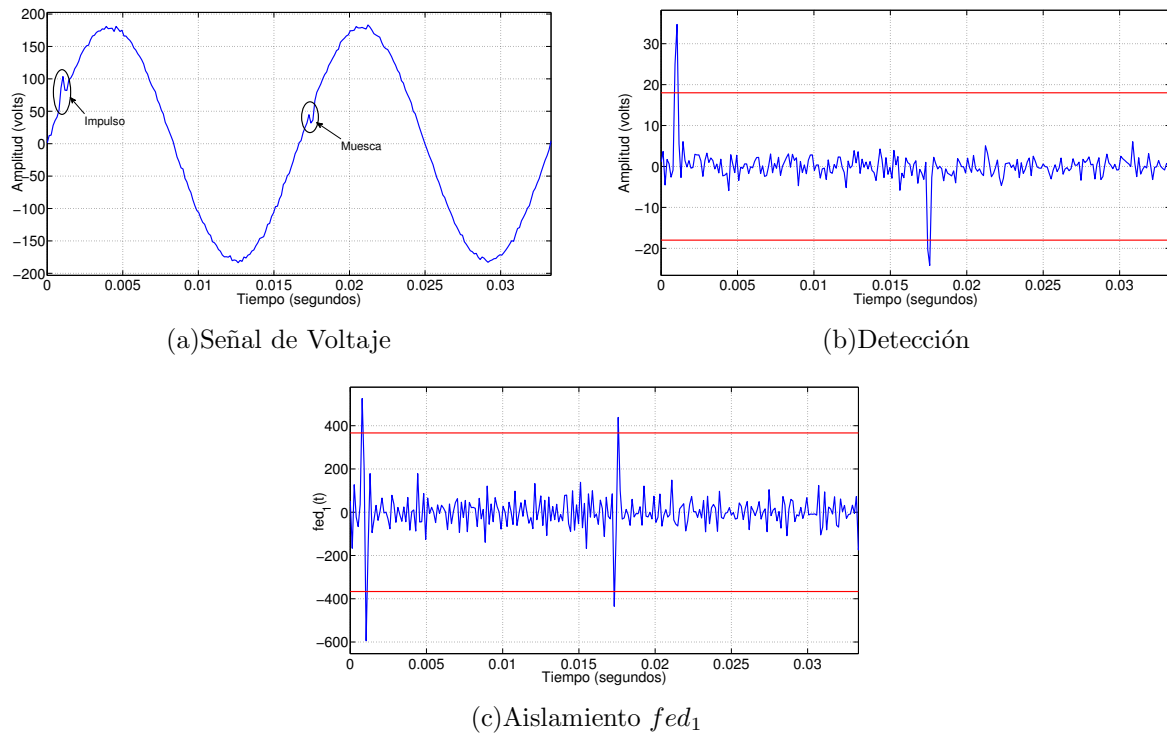 200
150
100
50
0
−50
−100
−150
−200
Amplitud (volts)
Impulso
Muesca
0 0.005 0.01 0.015 0.02 0.025 0.03
Tiempo (segundos)
(a)Señal de Voltaje
30
20
10
0
−10
−20
Amplitud (volts)
0 0.005 0.01 0.015 0.02 0.025 0.03
Tiempo (segundos)
(b)Detección
400
200
0
−200
−400
−600
fed1(t)
0 0.005 0.01 0.015 0.02 0.025 0.03
Tiempo (segundos)
(c)Aislamiento fed1